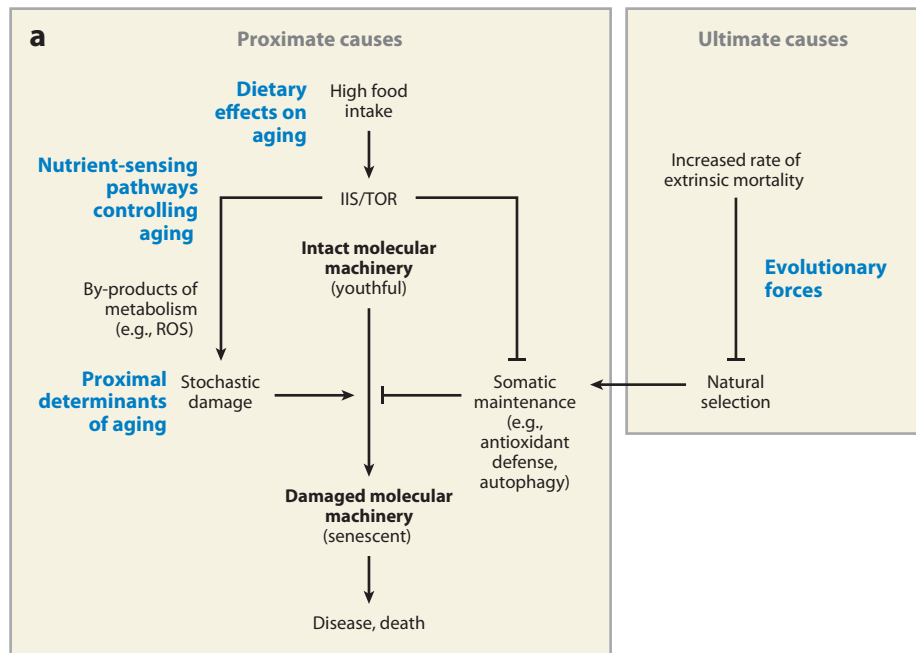 a
Proximate causes
Ultimate causes
Dietary
effects on
aging
High food
intake
Nutrient-sensing
pathways
controlling
aging
IIS/TOR
Increased rate of
extrinsic mortality
Intact molecular
machinery
(youthful)
Evolutionary
forces
By-products of
metabolism
(e.g., ROS)
Proximal
determinants
of aging
Stochastic
damage
Somatic
maintenance
(e.g.,
antioxidant
defense,
autophagy)
Natural
selection
Damaged molecular
machinery
(senescent)
Disease, death